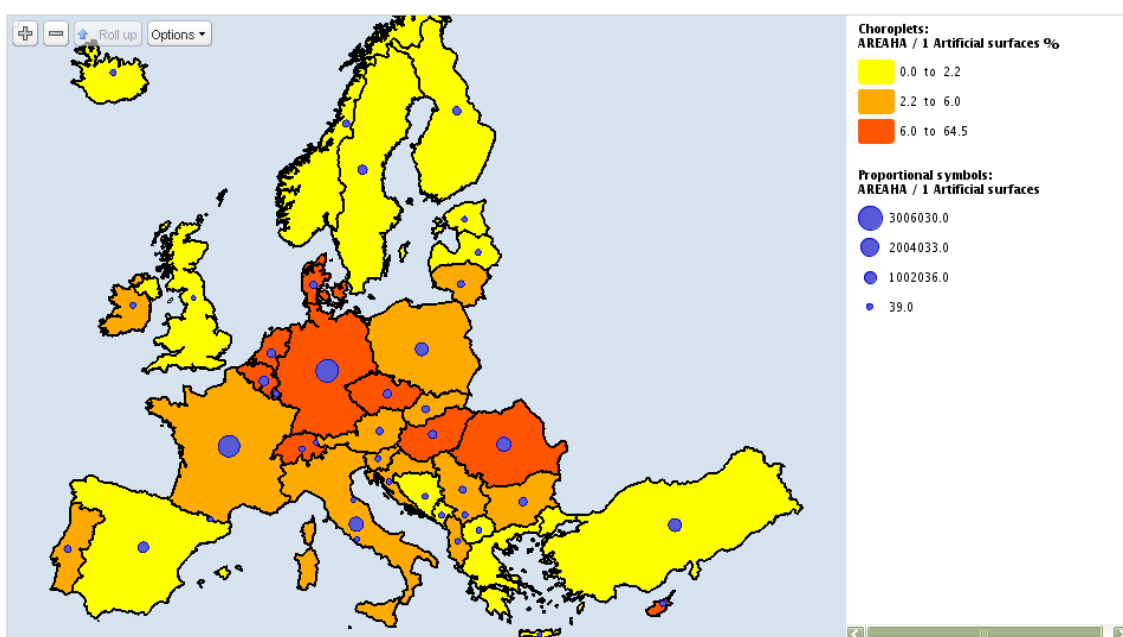 Roll up
Options
Choroplets:
AREAHA / 1 Artificial surfaces %
0.0 to 2.2
2.2 to 6.0
6.0 to 64.5
Proportional symbols:
AREAHA / 1 Artificial surfaces
3006030.0
2004033.0
1002036.0
39.0